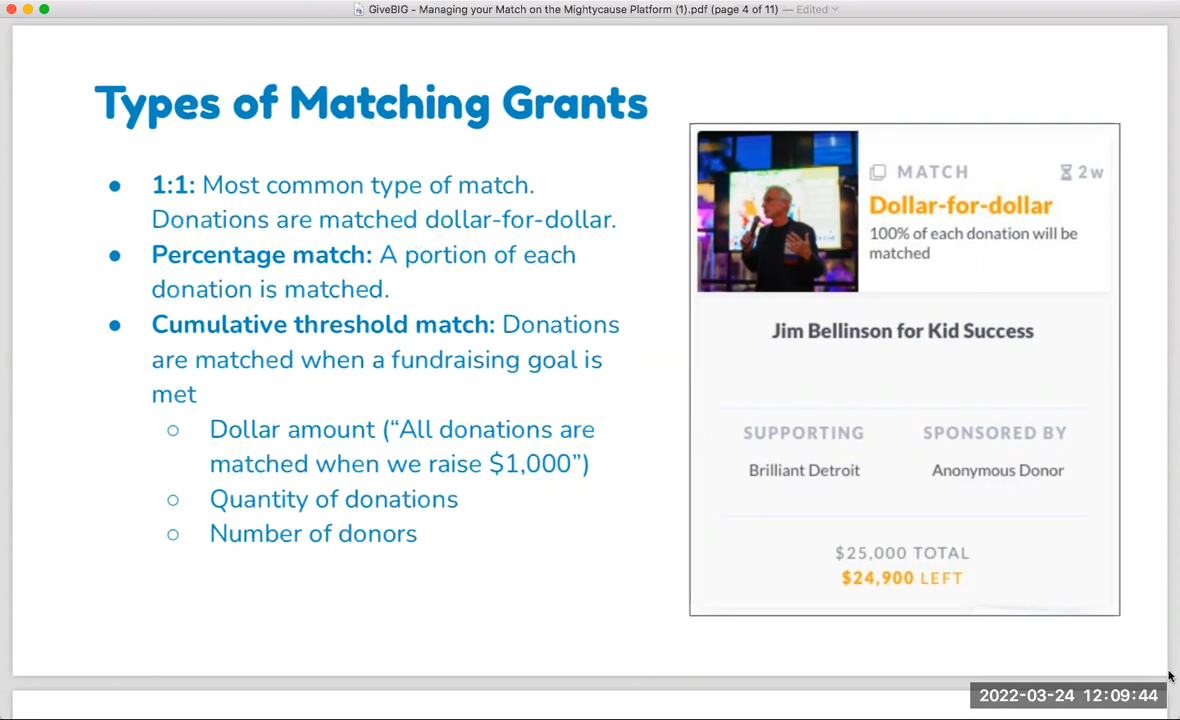 GiveBIG - Managing your Match on the Mightycause Platform (1).pdf (page 4 of 11) — Edited
Types of Matching Grants
● 1:1: Most common type of match.
Donations are matched dollar-for-dollar.
● Percentage match: A portion of each
donation is matched.
● Cumulative threshold match: Donations
are matched when a fundraising goal is
met
○ Dollar amount (“All donations are
matched when we raise $1,000”)
○ Quantity of donations
○ Number of donors
MATCH 2w
Dollar-for-dollar
100% of each donation will be
matched
Jim Bellinson for Kid Success
SUPPORTING SPONSORED BY
Brilliant Detroit Anonymous Donor
$25,000 TOTAL
$24,900 LEFT
2022-03-24 12:09:44